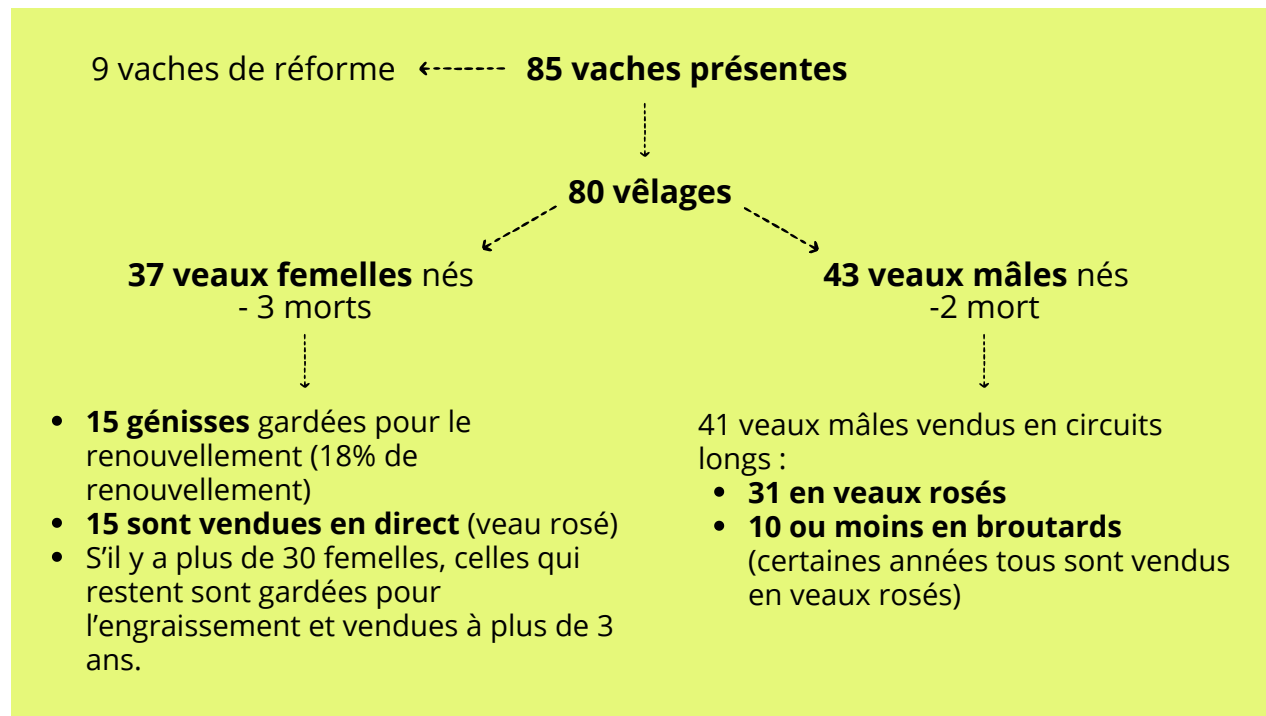 9 vaches de réforme
85 vaches présentes
80 vêlages
37 veaux femelles nés
- 3 morts
43 veaux mâles nés
-2 mort
• 15 génisses gardées pour le
renouvellement (18% de
renouvellement)
• 15 sont vendues en direct (veau rosé)
• S'il y a plus de 30 femelles, celles qui
restent sont gardées pour
l'engraissement et vendues à plus de 3
ans.
41 veaux mâles vendus en circuits
longs :
• 31 en veaux rosés
• 10 ou moins en broutards
(certaines années tous sont vendus
en veaux rosés)